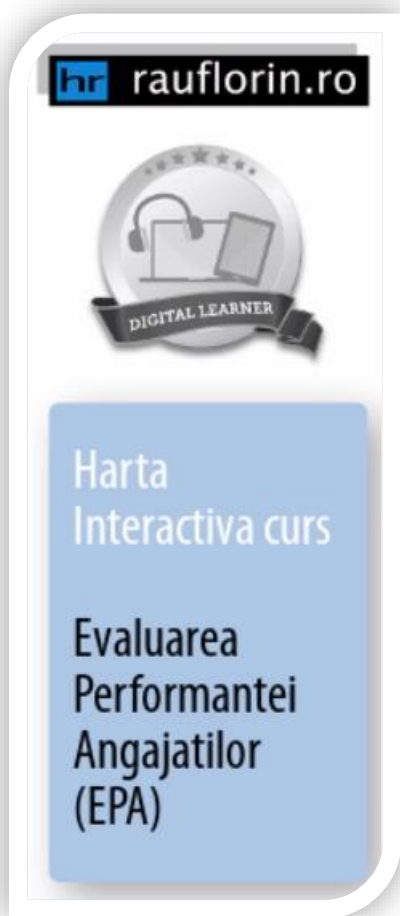 hr rauflorin.ro
DIGITAL LEARNER
Harta
Interactiva curs
Evaluarea
Performantei
Angajatilor
(EPA)